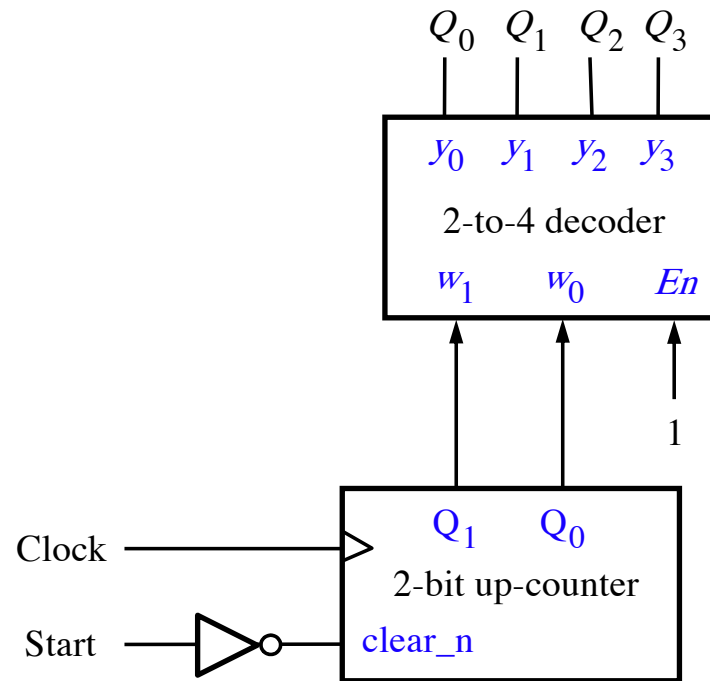 Q0 Q1 Q2 Q3
y0 y1 y2 y3
2-to-4 decoder
w1 w0 En
1
Q1 Q0
Clock
2-bit up-counter
Start
clear_n